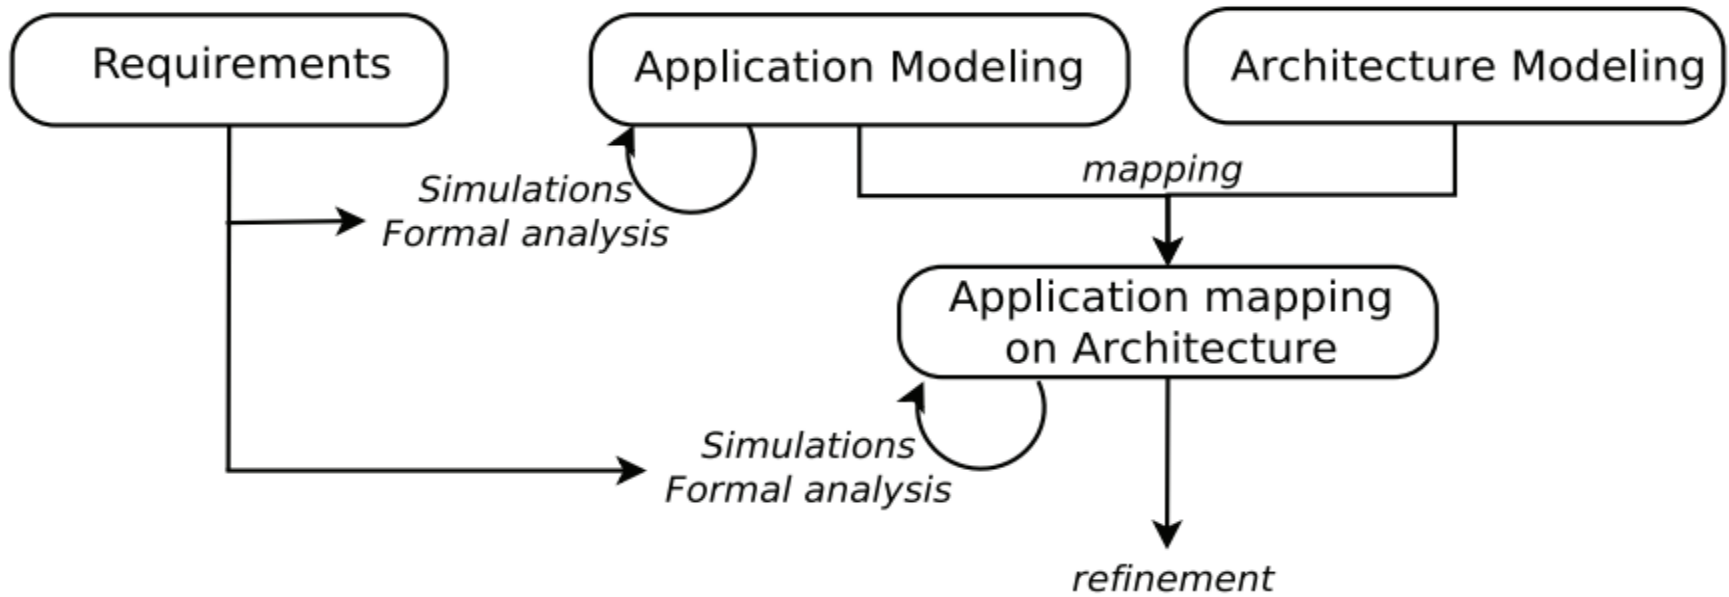 Requirements
Application Modeling
Architecture Modeling
mapping
Simulations
Formal analysis
Application mapping
on Architecture
Simulations
Formal analysis
refinement